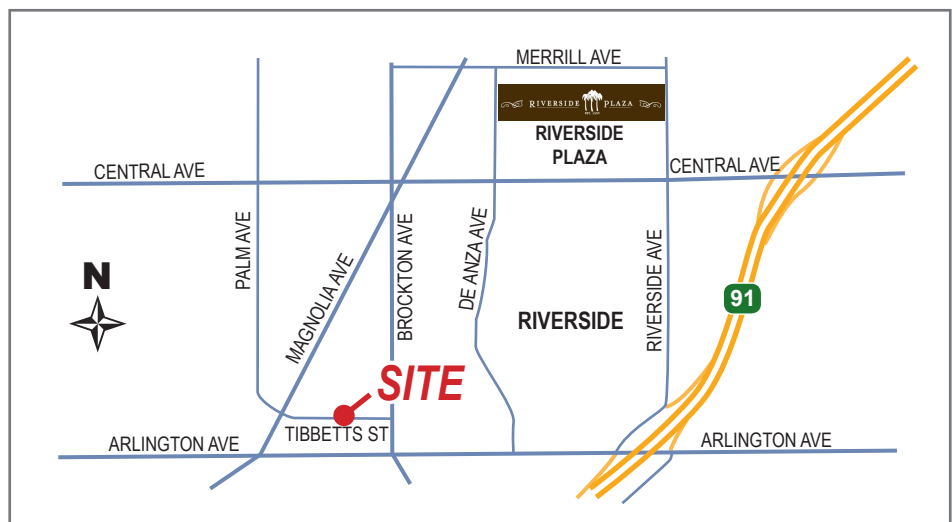 MERRILL AVE
RIVERSIDE PLAZA
RIVERSIDE
PLAZA
CENTRAL AVE
CENTRAL AVE
PALM AVE
MAGNOLIA AVE
BROCKTON AVE
DE ANZA AVE
RIVERSIDE AVE
N
91
RIVERSIDE
SITE
TIBBETTS ST
ARLINGTON AVE
ARLINGTON AVE